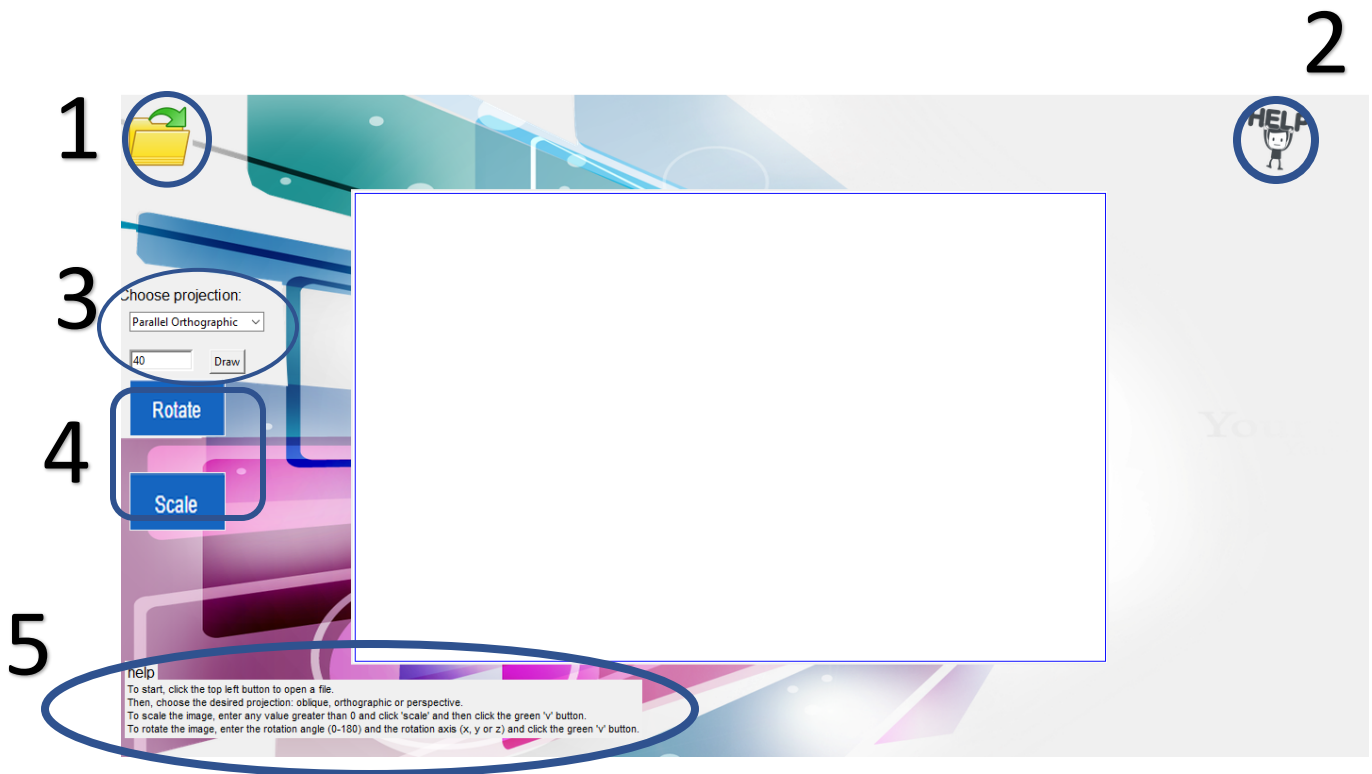 2
1
HELP
3
Choose projection:
Parallel Orthographic
40
Draw
Rotate
4
Scale
You
5
help
To start, click the top left button to open a file.
Then, choose the desired projection: oblique, orthographic or perspective.
To scale the image, enter any value greater than 0 and click 'scale' and then click the green 'v' button.
To rotate the image, enter the rotation angle (0-180) and the rotation axis (x, y or z) and click the green 'v' button.